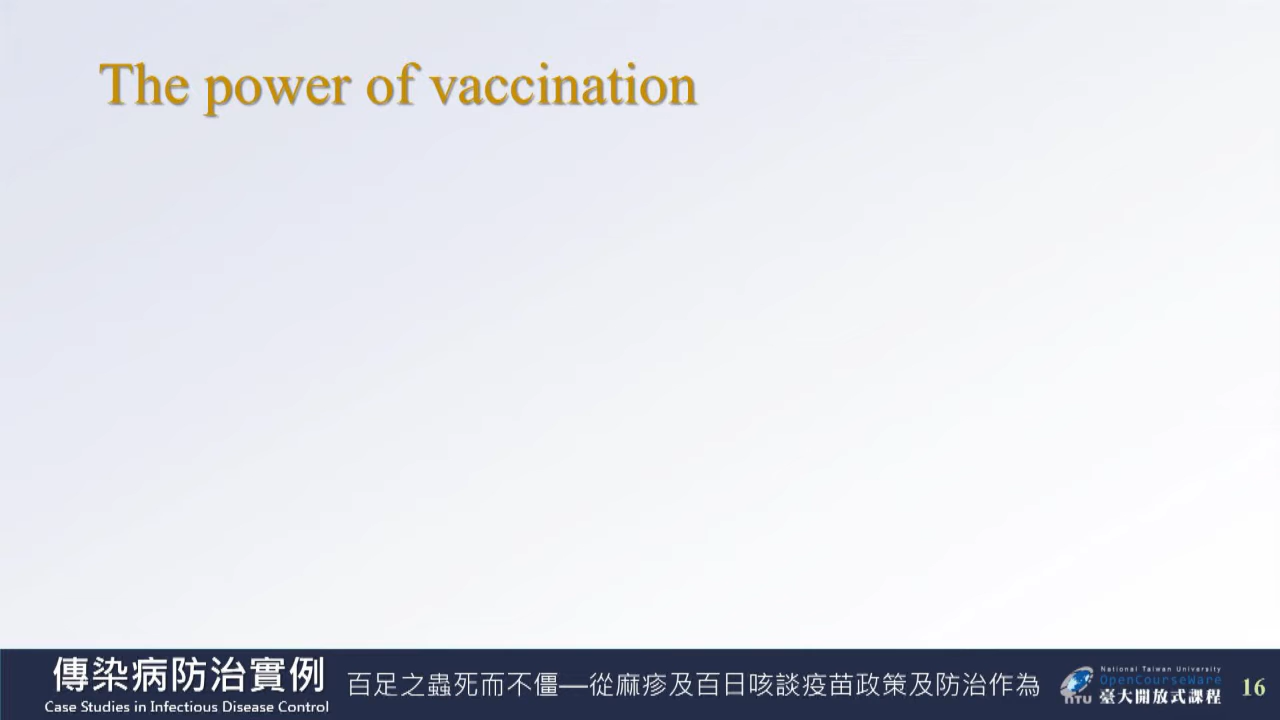 The power of vaccination
傳染病防治實例
Case Studies in Infectious Disease Control
百足之蟲死而不僵—從麻疹及百日咳談疫苗政策及防治作為
NTU
National Taiwan University
OpenCourseWare
臺大開放式課程
16